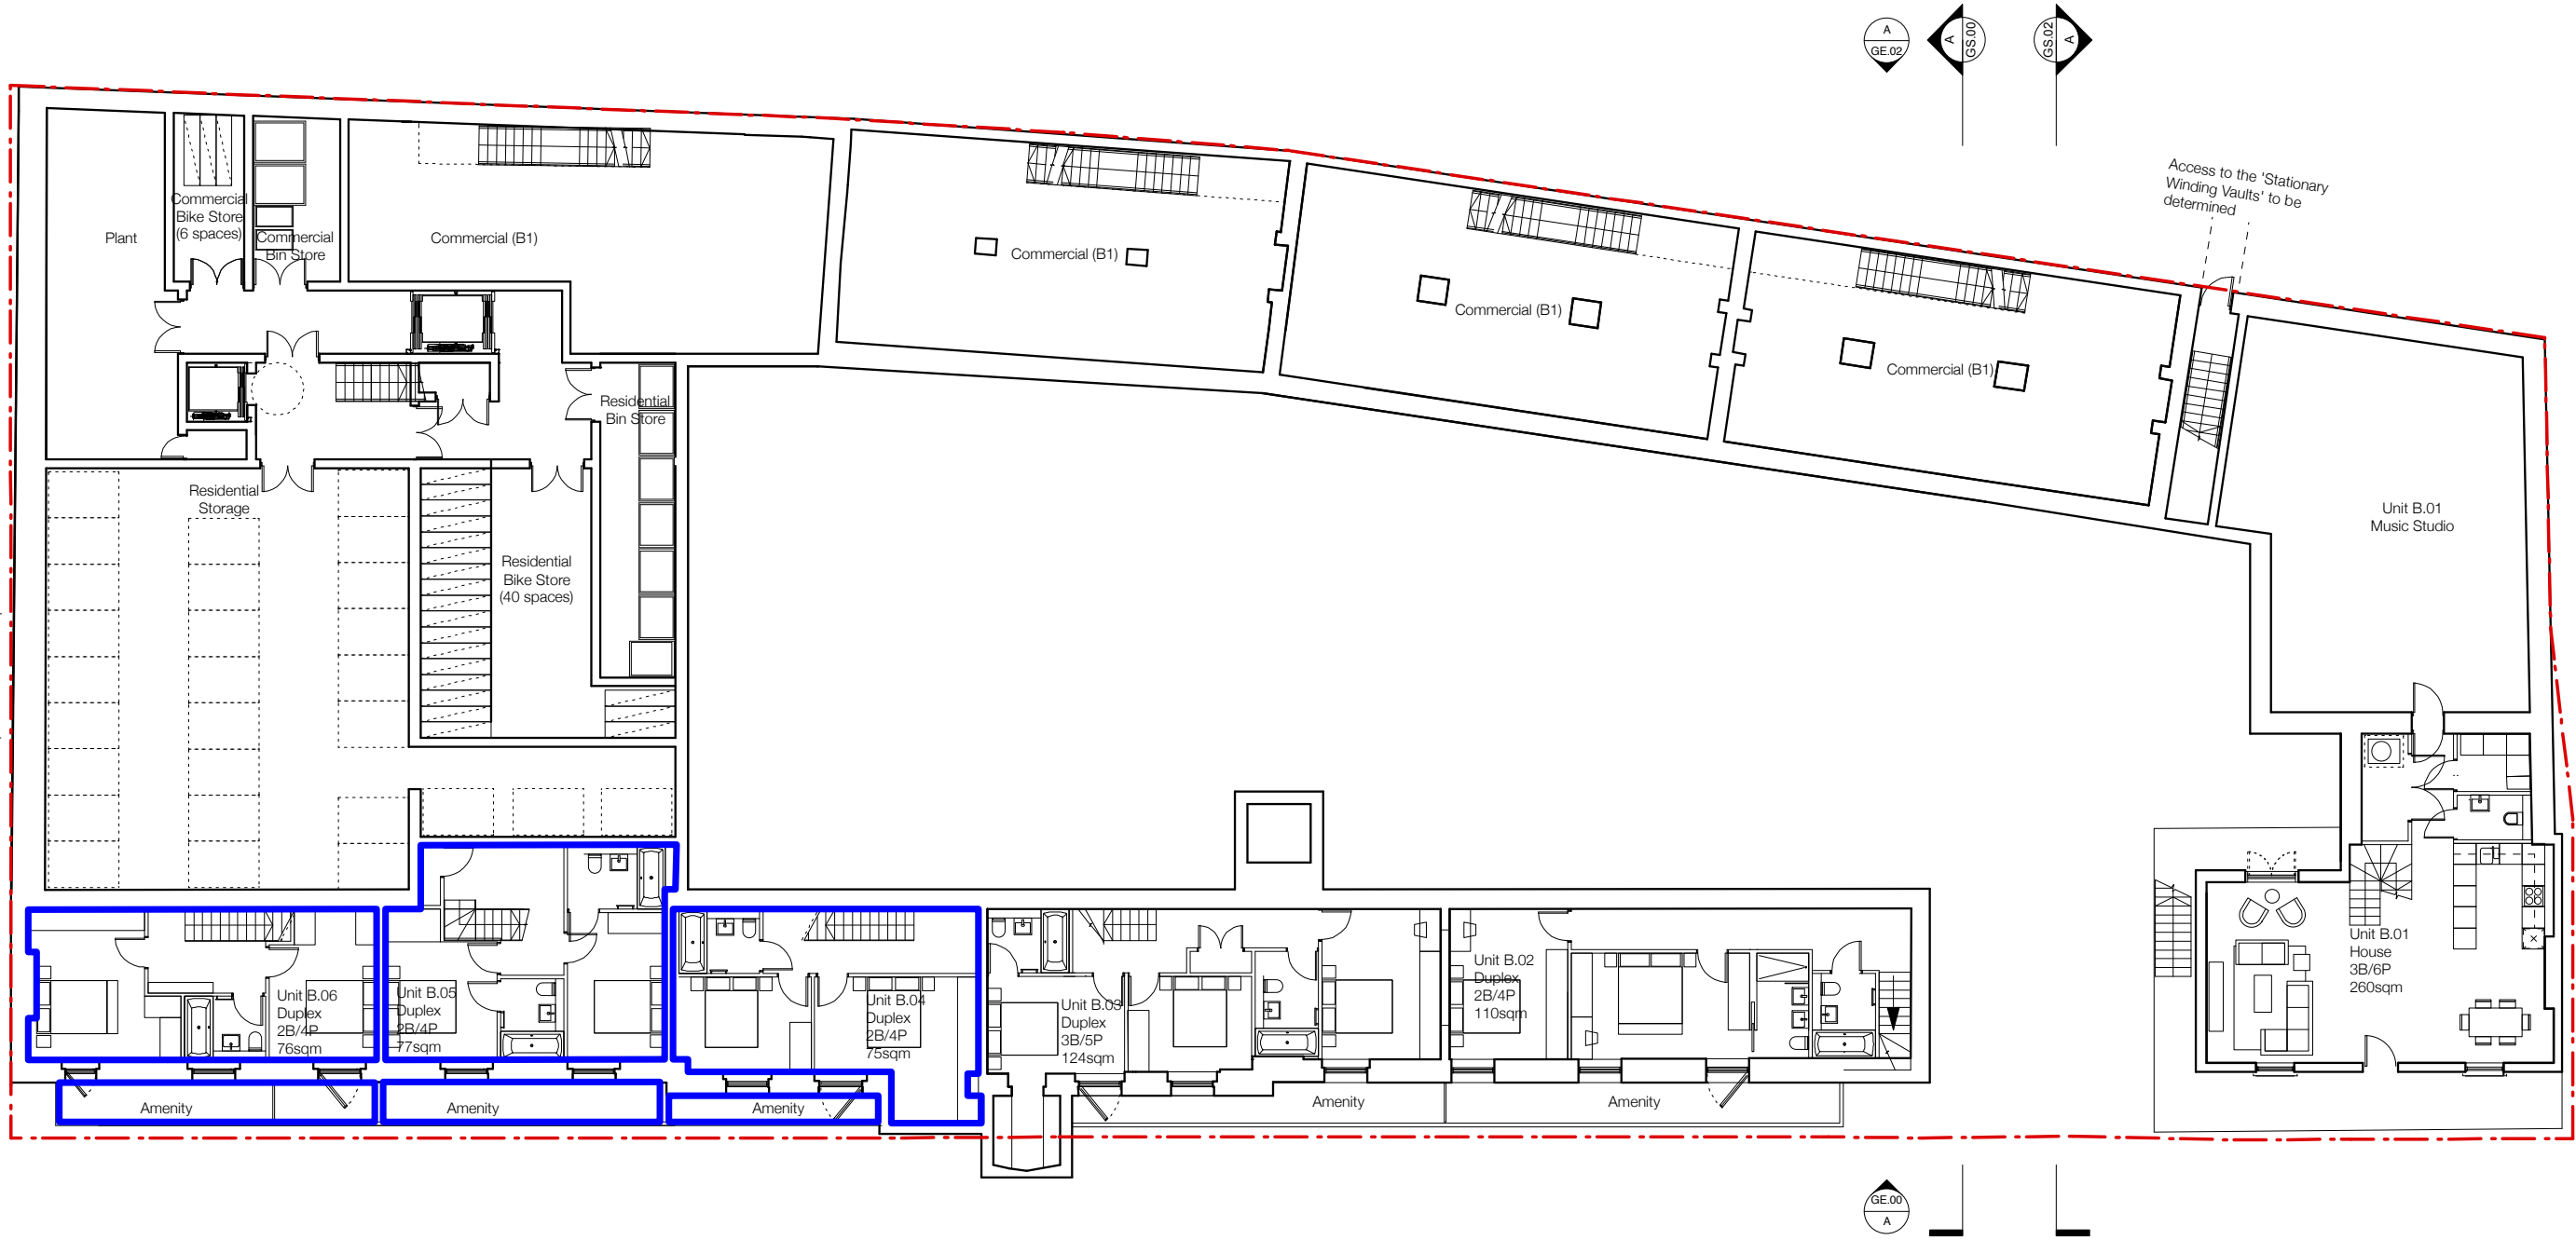 A
GE.02
A
GS.00
GS.02
A
Access to the 'Stationary
Winding Vaults' to be
determined
Plant
Commercial
Bike Store
(6 spaces)
Commercial
Bin Store
Commercial (B1)
Commercial (B1)
Commercial (B1)
Commercial (B1)
Residential
Bin Store
Residential
Storage
Residential
Bike Store
(40 spaces)
Unit B.01
Music Studio
Unit B.06
Duplex
2B/4P
76sqm
Unit B.05
Duplex
2B/4P
77sqm
Unit B.04
Duplex
2B/4P
75sqm
Unit B.03
Duplex
3B/5P
124sqm
Unit B.02
Duplex
2B/4P
110sqm
Unit B.01
House
3B/6P
260sqm
Amenity
Amenity
Amenity
Amenity
Amenity
GE.00
A